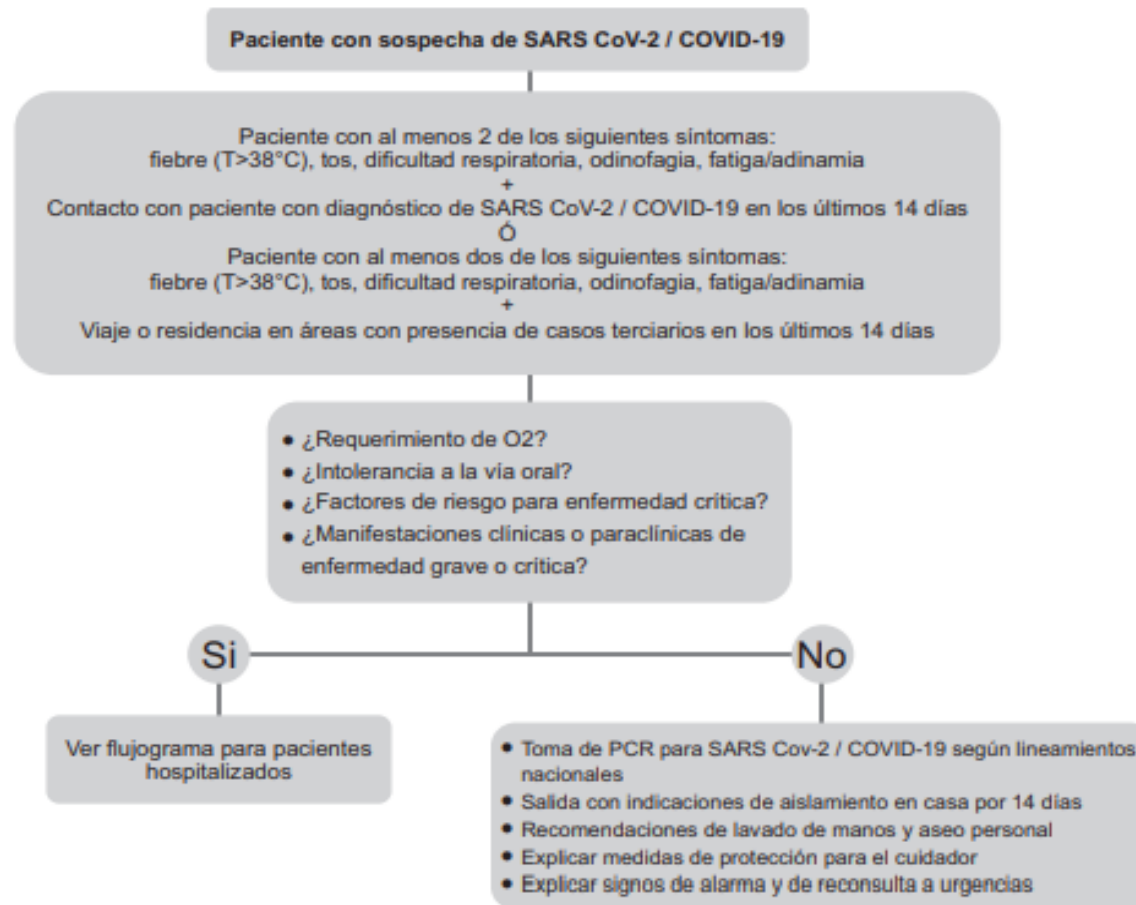 Paciente con sospecha de SARS CoV-2 / COVID-19
Paciente con al menos 2 de los siguientes síntomas:
fiebre (T>38°C), tos, dificultad respiratoria, odinofagia, fatiga/adinamia
+
Contacto con paciente con diagnóstico de SARS CoV-2 / COVID-19 en los últimos 14 días
Ó
Paciente con al menos dos de los siguientes síntomas:
fiebre (T>38°C), tos, dificultad respiratoria, odinofagia, fatiga/adinamia
+
Viaje o residencia en áreas con presencia de casos terciarios en los últimos 14 días
• ¿Requerimiento de O2?
• ¿Intolerancia a la vía oral?
• ¿Factores de riesgo para enfermedad crítica?
• ¿Manifestaciones clínicas o paraclínicas de
enfermedad grave o crítica?
Si
No
Ver flujograma para pacientes
hospitalizados
• Toma de PCR para SARS Cov-2 / COVID-19 según lineamientos
nacionales
• Salida con indicaciones de aislamiento en casa por 14 días
• Recomendaciones de lavado de manos y aseo personal
• Explicar medidas de protección para el cuidador
• Explicar signos de alarma y de reconsulta a urgencias